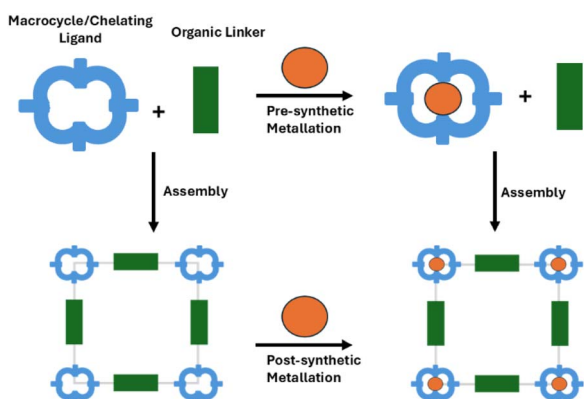 Macrocycle/Chelating
Ligand
Organic Linker
+
Pre-synthetic
Metallation
+
Assembly
Assembly
Post-synthetic
Metallation